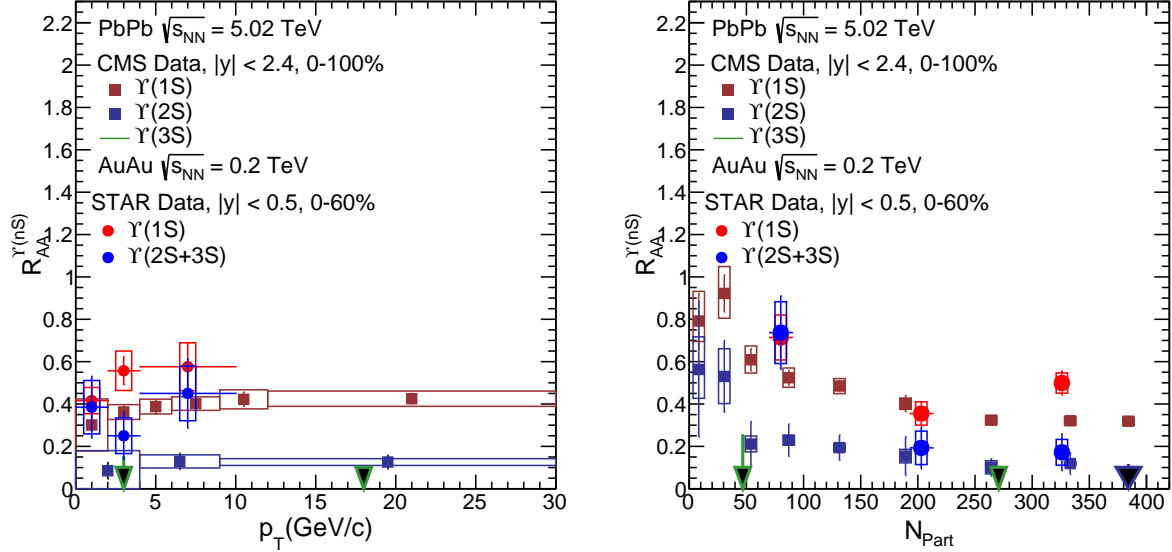 PbPb √s_NN = 5.02 TeV
CMS Data, |y| < 2.4, 0-100%
ϒ(1S)
ϒ(2S)
ϒ(3S)
AuAu √s_NN = 0.2 TeV
STAR Data, |y| < 0.5, 0-60%
ϒ(1S)
ϒ(2S+3S)
R_AA^ϒ(nS)
2.2
2
1.8
1.6
1.4
1.2
1
0.8
0.6
0.4
0.2
0
0 5 10 15 20 25 30
p_T(GeV/c)
PbPb √s_NN = 5.02 TeV
CMS Data, |y| < 2.4, 0-100%
ϒ(1S)
ϒ(2S)
ϒ(3S)
AuAu √s_NN = 0.2 TeV
STAR Data, |y| < 0.5, 0-60%
ϒ(1S)
ϒ(2S+3S)
R_AA^ϒ(nS)
2.2
2
1.8
1.6
1.4
1.2
1
0.8
0.6
0.4
0.2
0
0 50 100 150 200 250 300 350 400
N_Part